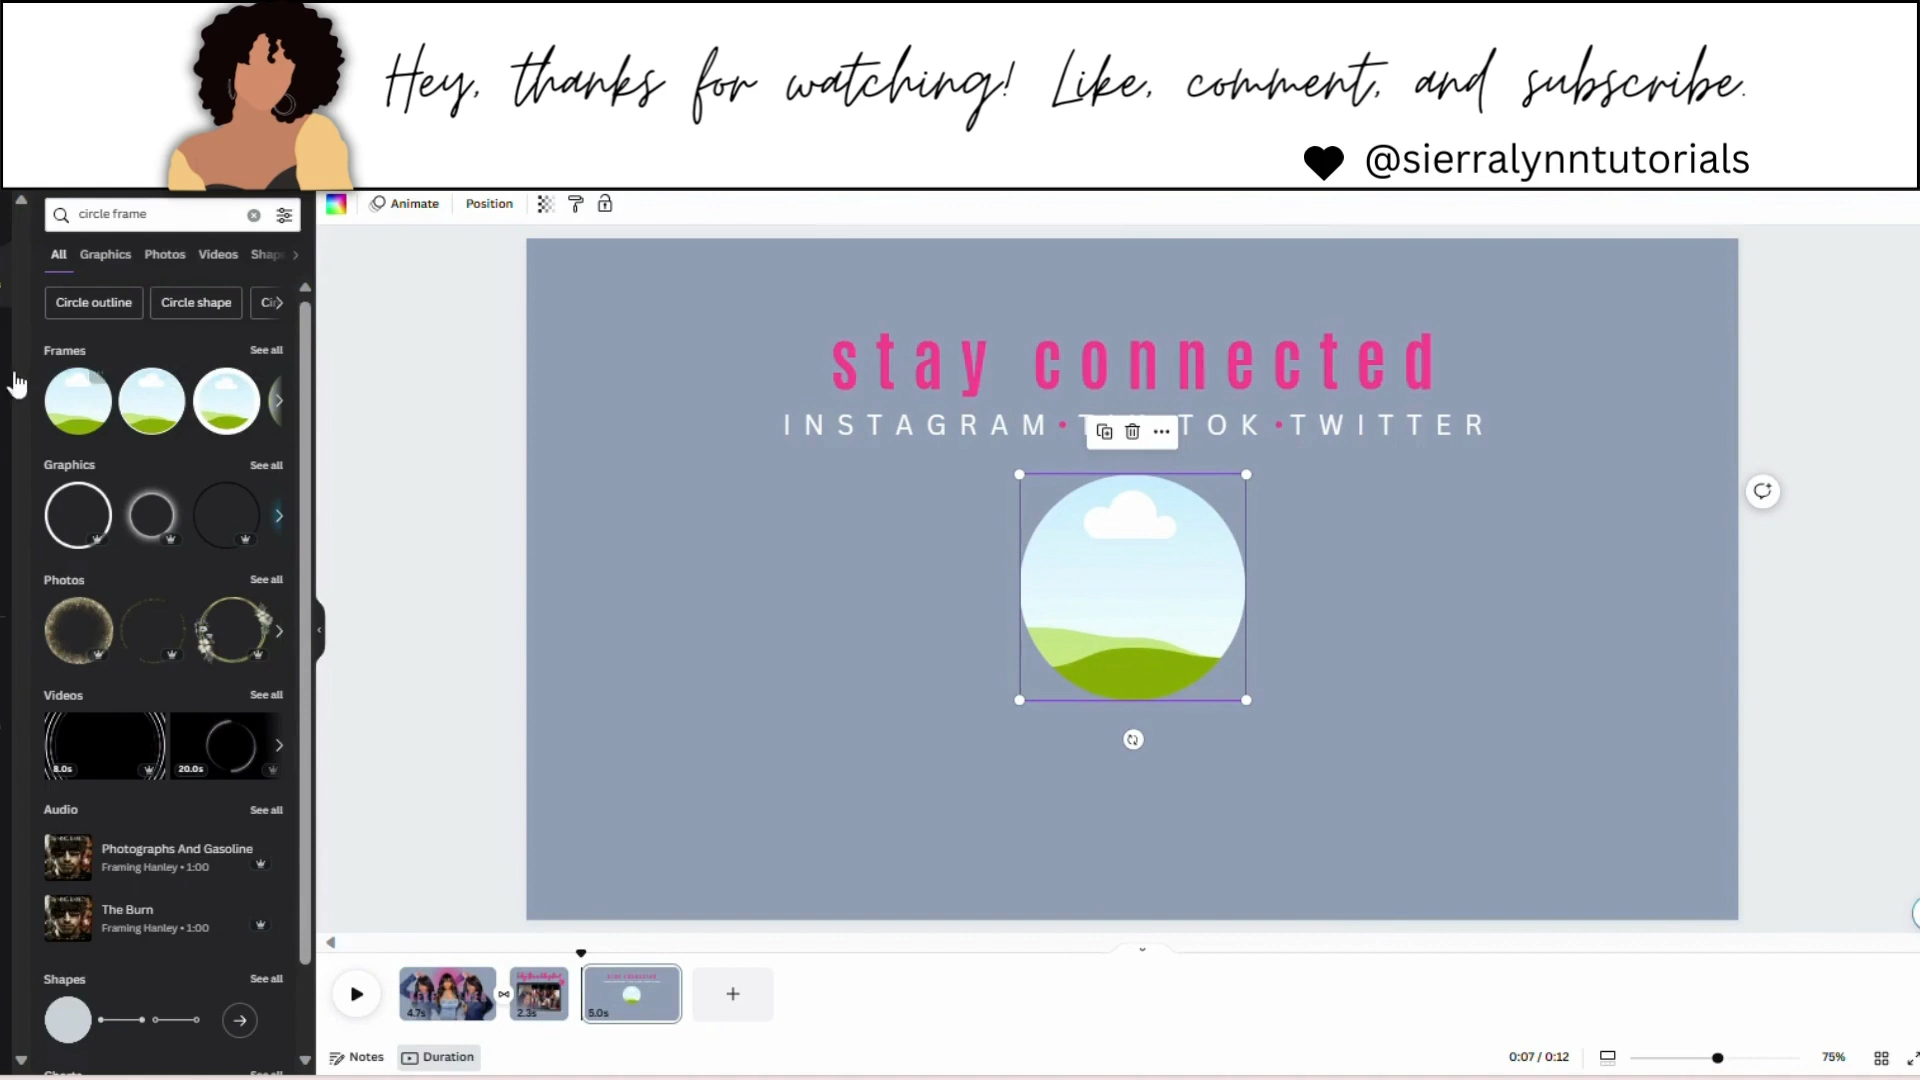 Hey, thanks for watching! Like, comment, and subscribe.
@sierralynntutorials
circle frame
Animate
Position
All
Graphics
Photos
Videos
Circle outline
Circle shape
Frames
See all
Graphics
See all
Photos
See all
Videos
See all
8.0s
20.0s
Audio
See all
Photographs And Gasoline
Framing Hanley • 1:00
The Burn
Framing Hanley • 1:00
Shapes
See all
stay connected
INSTAGRAM•T TOK•TWITTER
4.7s
2.3s
5.0s
Notes
Duration
0:07 / 0:12
75%